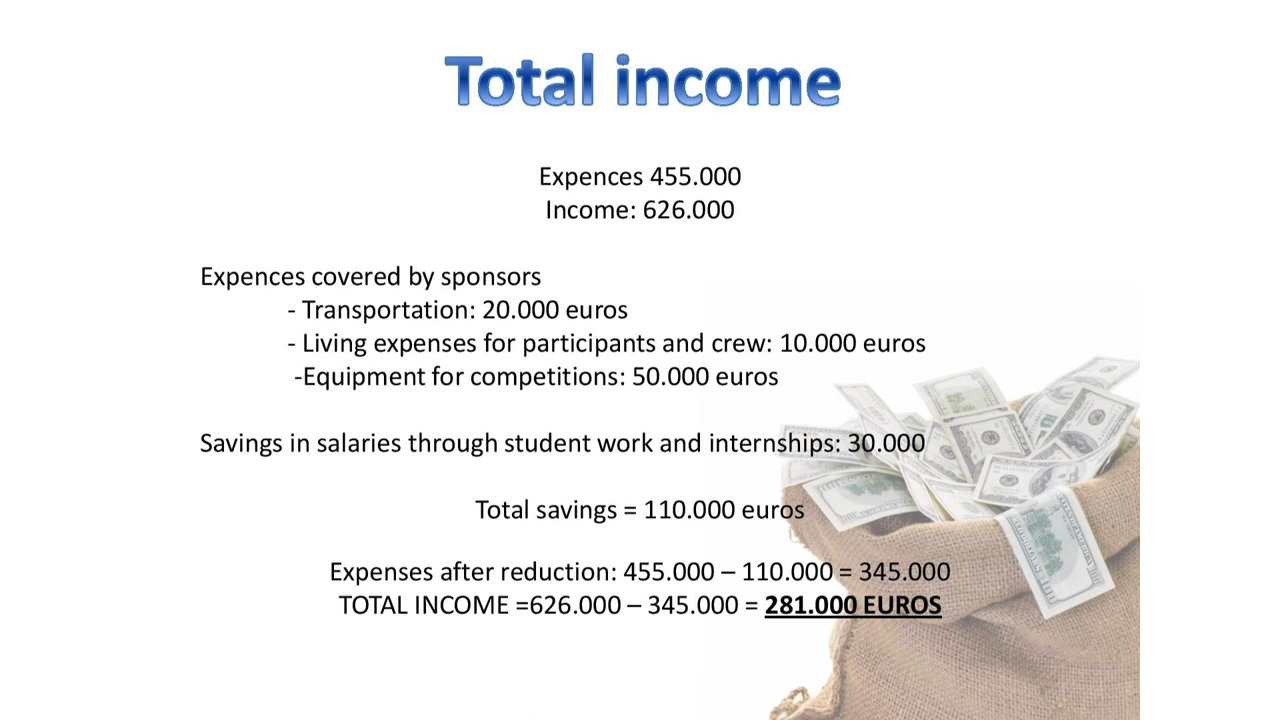 Total income
Expences 455.000
Income: 626.000
Expences covered by sponsors
- Transportation: 20.000 euros
- Living expenses for participants and crew: 10.000 euros
-Equipment for competitions: 50.000 euros
Savings in salaries through student work and internships: 30.000
Total savings = 110.000 euros
Expenses after reduction: 455.000 – 110.000 = 345.000
TOTAL INCOME =626.000 – 345.000 = 281.000 EUROS